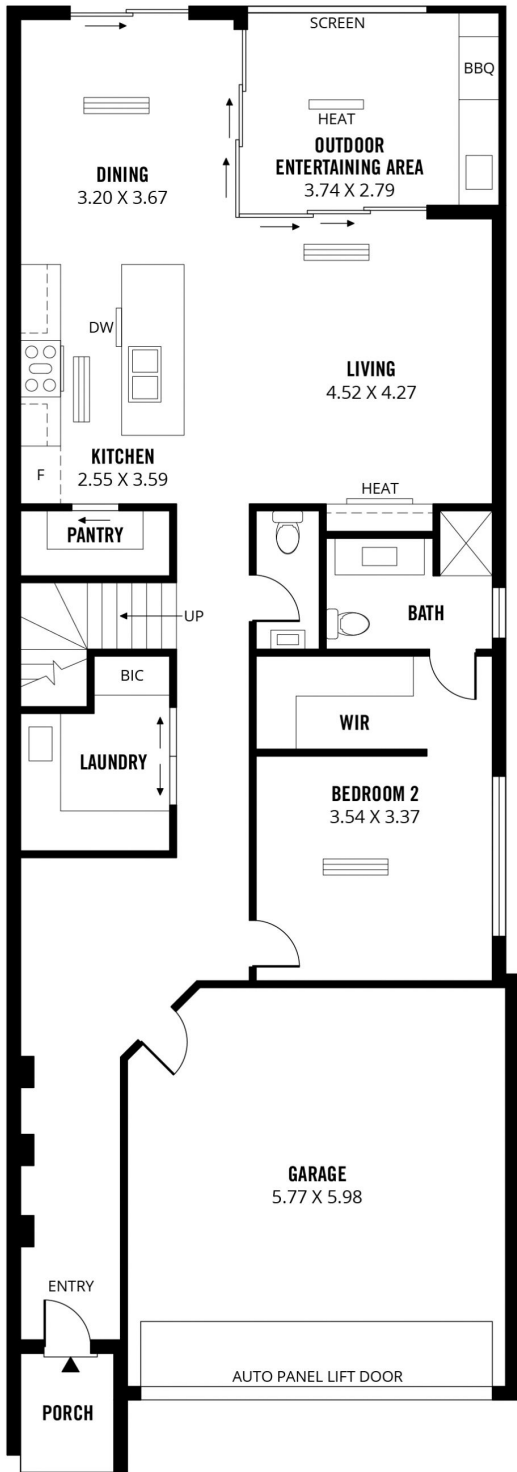 SCREEN
BBQ
HEAT
OUTDOOR
ENTERTAINING AREA
3.74 X 2.79
DINING
3.20 X 3.67
DW
LIVING
4.52 X 4.27
KITCHEN
2.55 X 3.59
F
HEAT
PANTRY
BATH
UP
BIC
WIR
LAUNDRY
BEDROOM 2
3.54 X 3.37
GARAGE
5.77 X 5.98
ENTRY
AUTO PANEL LIFT DOOR
PORCH